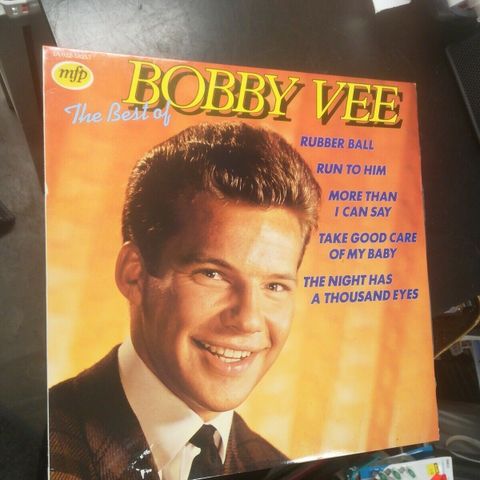 mfp
The Best of
BOBBY VEE
RUBBER BALL
RUN TO HIM
MORE THAN
I CAN SAY
TAKE GOOD CARE
OF MY BABY
THE NIGHT HAS
A THOUSAND EYES